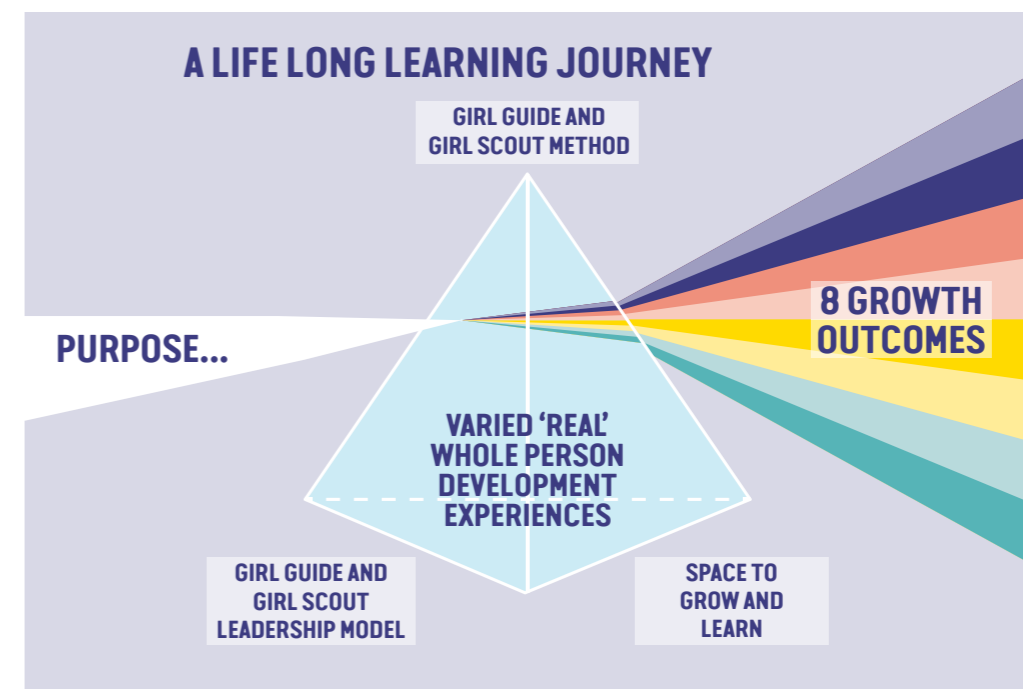 A LIFE LONG LEARNING JOURNEY
GIRL GUIDE AND
GIRL SCOUT METHOD
PURPOSE...
8 GROWTH
OUTCOMES
VARIED ‘REAL’
WHOLE PERSON
DEVELOPMENT
EXPERIENCES
GIRL GUIDE AND
GIRL SCOUT
LEADERSHIP MODEL
SPACE TO
GROW AND
LEARN